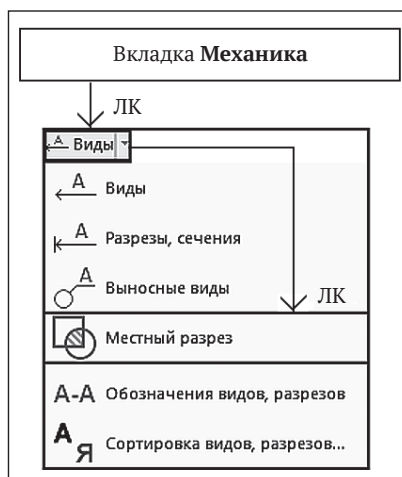 Вкладка Механика
ЛК
А Виды
А Виды
А Разрезы, сечения
А Выносные виды
ЛК
Местный разрез
А-А Обозначения видов, разрезов
А Я Сортировка видов, разрезов...